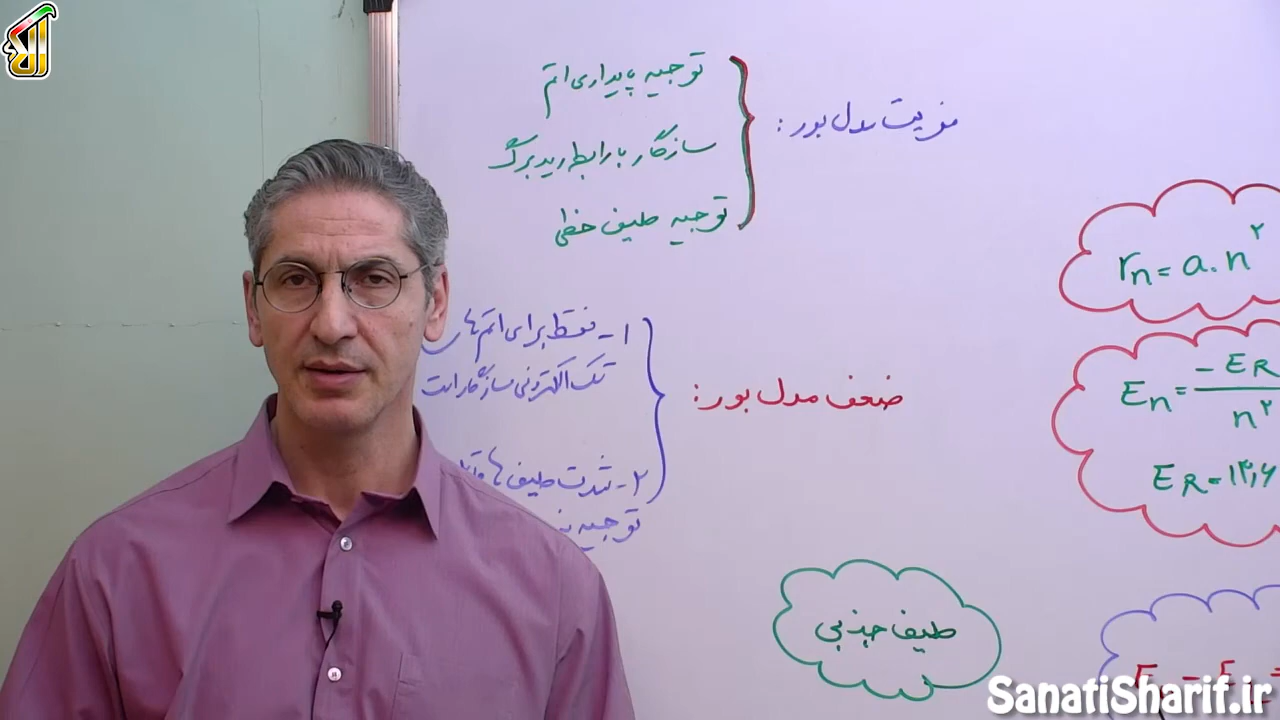 مزیت مدل بور:
توجیه پایداری اتم
سازگار با رابطه ریدبرگ
توجیه طیف خطی
ضعف مدل بور:
۱- فقط برای اتم های
تک الکترونی سازگار است
۲- شدت طیف ها
توجیه
rn = a۰ n۲
En = -ER / n۲
ER = ۱۳,۶
طیف جذبی
SanatiSharif.ir